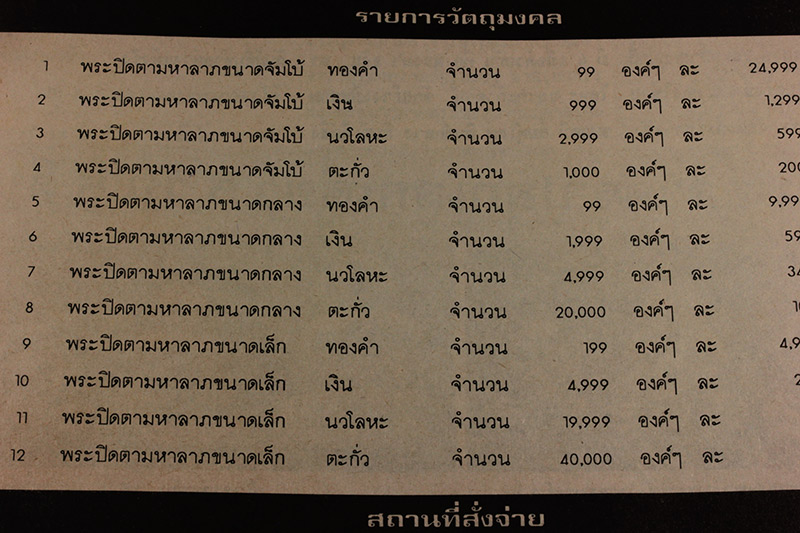 รายการวัตถุมงคล
1 พระปิดตามหาลาภขนาดจัมโบ้ ทองคำ จำนวน 99 องค์ๆ ละ 24,999
2 พระปิดตามหาลาภขนาดจัมโบ้ เงิน จำนวน 999 องค์ๆ ละ 1,299
3 พระปิดตามหาลาภขนาดจัมโบ้ นวโลหะ จำนวน 2,999 องค์ๆ ละ 599
4 พระปิดตามหาลาภขนาดจัมโบ้ ตะกั่ว จำนวน 1,000 องค์ๆ ละ
5 พระปิดตามหาลาภขนาดกลาง ทองคำ จำนวน 99 องค์ๆ ละ
6 พระปิดตามหาลาภขนาดกลาง เงิน จำนวน 1,999 องค์ๆ ละ
7 พระปิดตามหาลาภขนาดกลาง นวโลหะ จำนวน 4,999 องค์ๆ ละ
8 พระปิดตามหาลาภขนาดกลาง ตะกั่ว จำนวน 20,000 องค์ๆ ละ
9 พระปิดตามหาลาภขนาดเล็ก ทองคำ จำนวน 199 องค์ๆ ละ
10 พระปิดตามหาลาภขนาดเล็ก เงิน จำนวน 4,999 องค์ๆ ละ
11 พระปิดตามหาลาภขนาดเล็ก นวโลหะ จำนวน 19,999 องค์ๆ ละ
12 พระปิดตามหาลาภขนาดเล็ก ตะกั่ว จำนวน 40,000 องค์ๆ ละ
สถานที่สั่งจ่าย